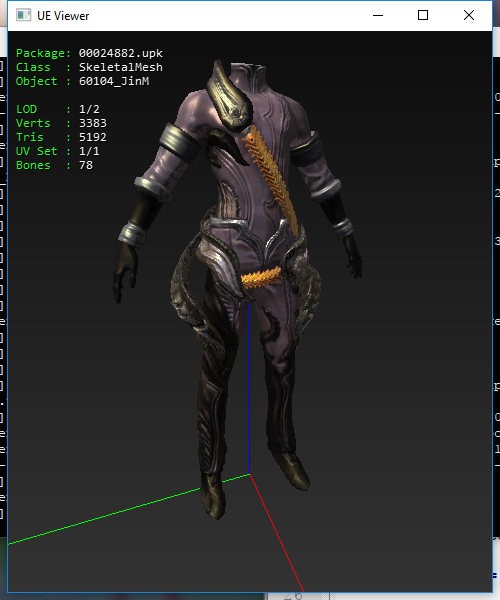 UE Viewer
Package: 00024882.upk
Class : SkeletalMesh
Object : 60104_JinM
LOD : 1/2
Verts : 3383
Tris : 5192
UV Set : 1/1
Bones : 78